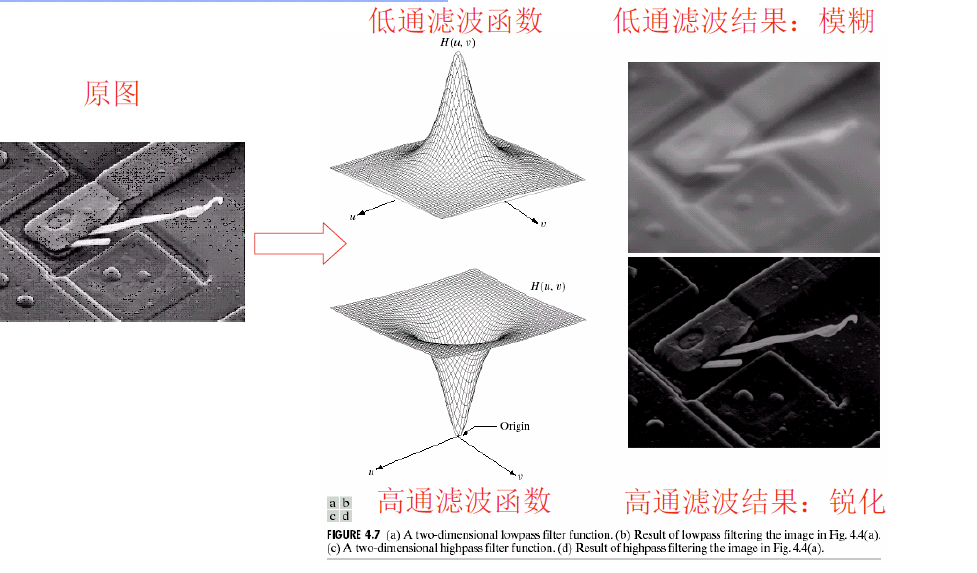 低通滤波函数
低通滤波结果：模糊
H(u, v)
原图
u
v
H(u, v)
Origin
u
v
高通滤波函数
高通滤波结果：锐化
a b
c d
FIGURE 4.7 (a) A two-dimensional lowpass filter function. (b) Result of lowpass filtering the image in Fig. 4.4(a).
(c) A two-dimensional highpass filter function. (d) Result of highpass filtering the image in Fig. 4.4(a).